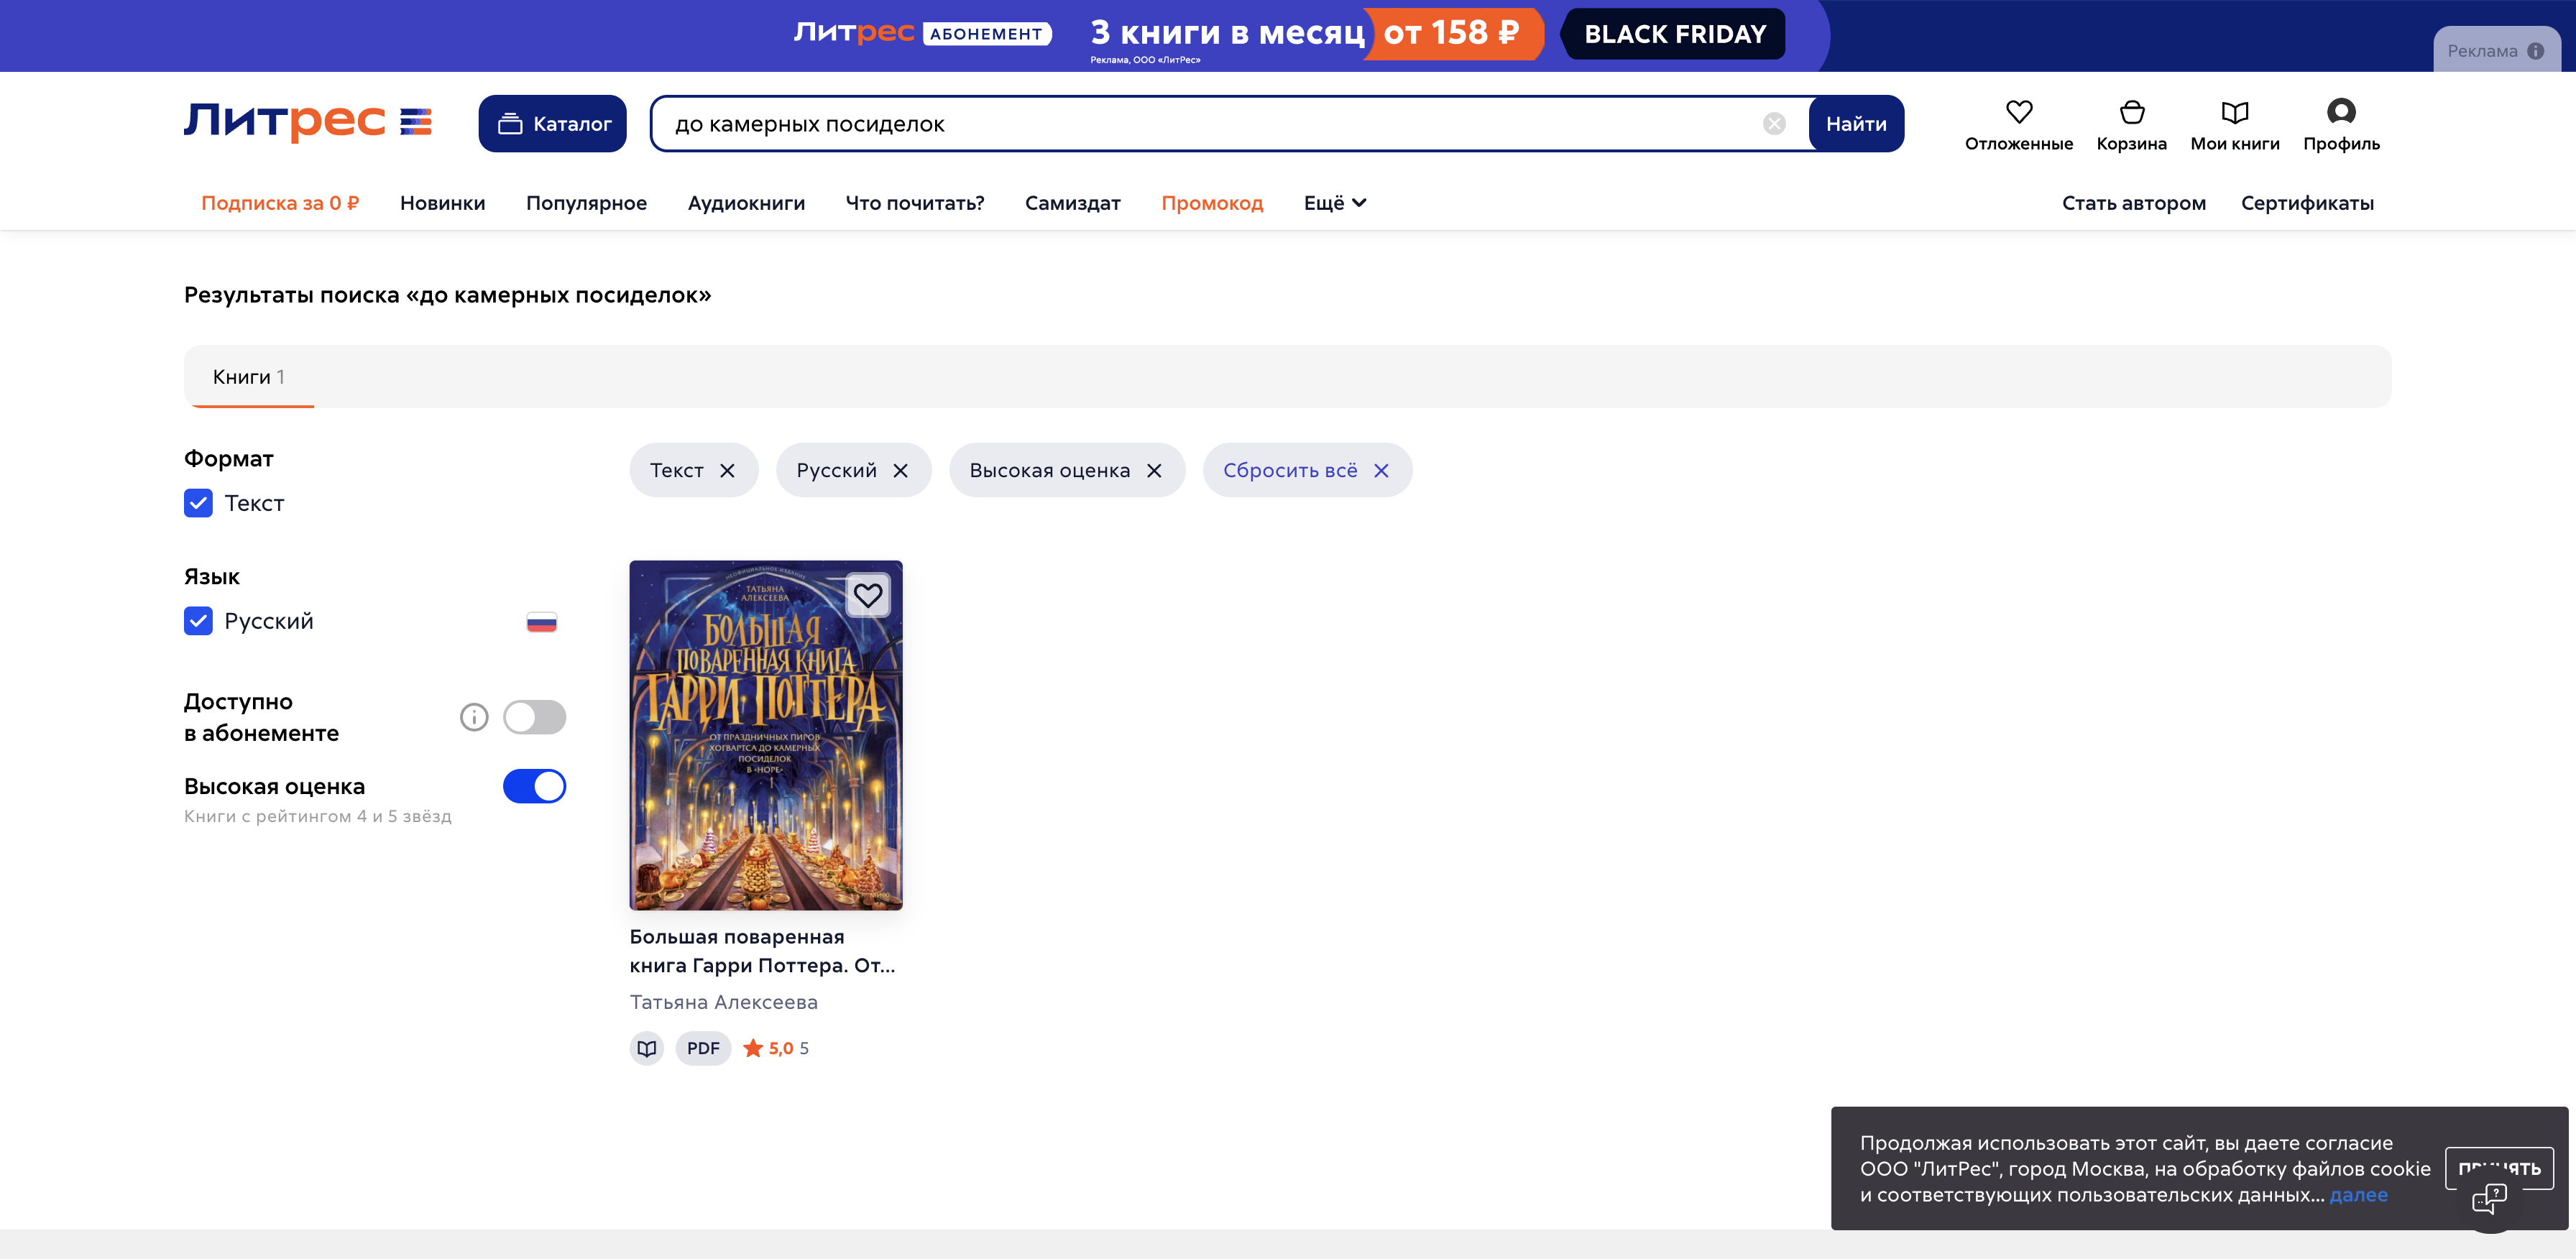 Литрес АБОНЕМЕНТ 3 книги в месяц от 158 ₽ BLACK FRIDAY
Реклама, ООО «ЛитРес»
Реклама
Литрес
Каталог
до камерных посиделок
Найти
Отложенные Корзина Мои книги Профиль
Подписка за 0 ₽ Новинки Популярное Аудиокниги Что почитать? Самиздат Промокод Ещё Стать автором Сертификаты
Результаты поиска «до камерных посиделок»
Книги 1
Формат
Текст
Язык
Русский
Доступно
в абонементе
Высокая оценка
Книги с рейтингом 4 и 5 звёзд
Текст Русский Высокая оценка Сбросить всё
НЕОФИЦИАЛЬНОЕ ИЗДАНИЕ
ТАТЬЯНА
АЛЕКСЕЕВА
БОЛЬШАЯ
ПОВАРЕННАЯ КНИГА
ГАРРИ ПОТТЕРА
ОТ ПРАЗДНИЧНЫХ ПИРОВ
ХОГВАРТСА ДО КАМЕРНЫХ
ПОСИДЕЛОК
В «НОРЕ»
Большая поваренная
книга Гарри Поттера. От...
Татьяна Алексеева
PDF 5,0 5
Продолжая использовать этот сайт, вы даете согласие
ООО "ЛитРес", город Москва, на обработку файлов cookie
и соответствующих пользовательских данных... далее